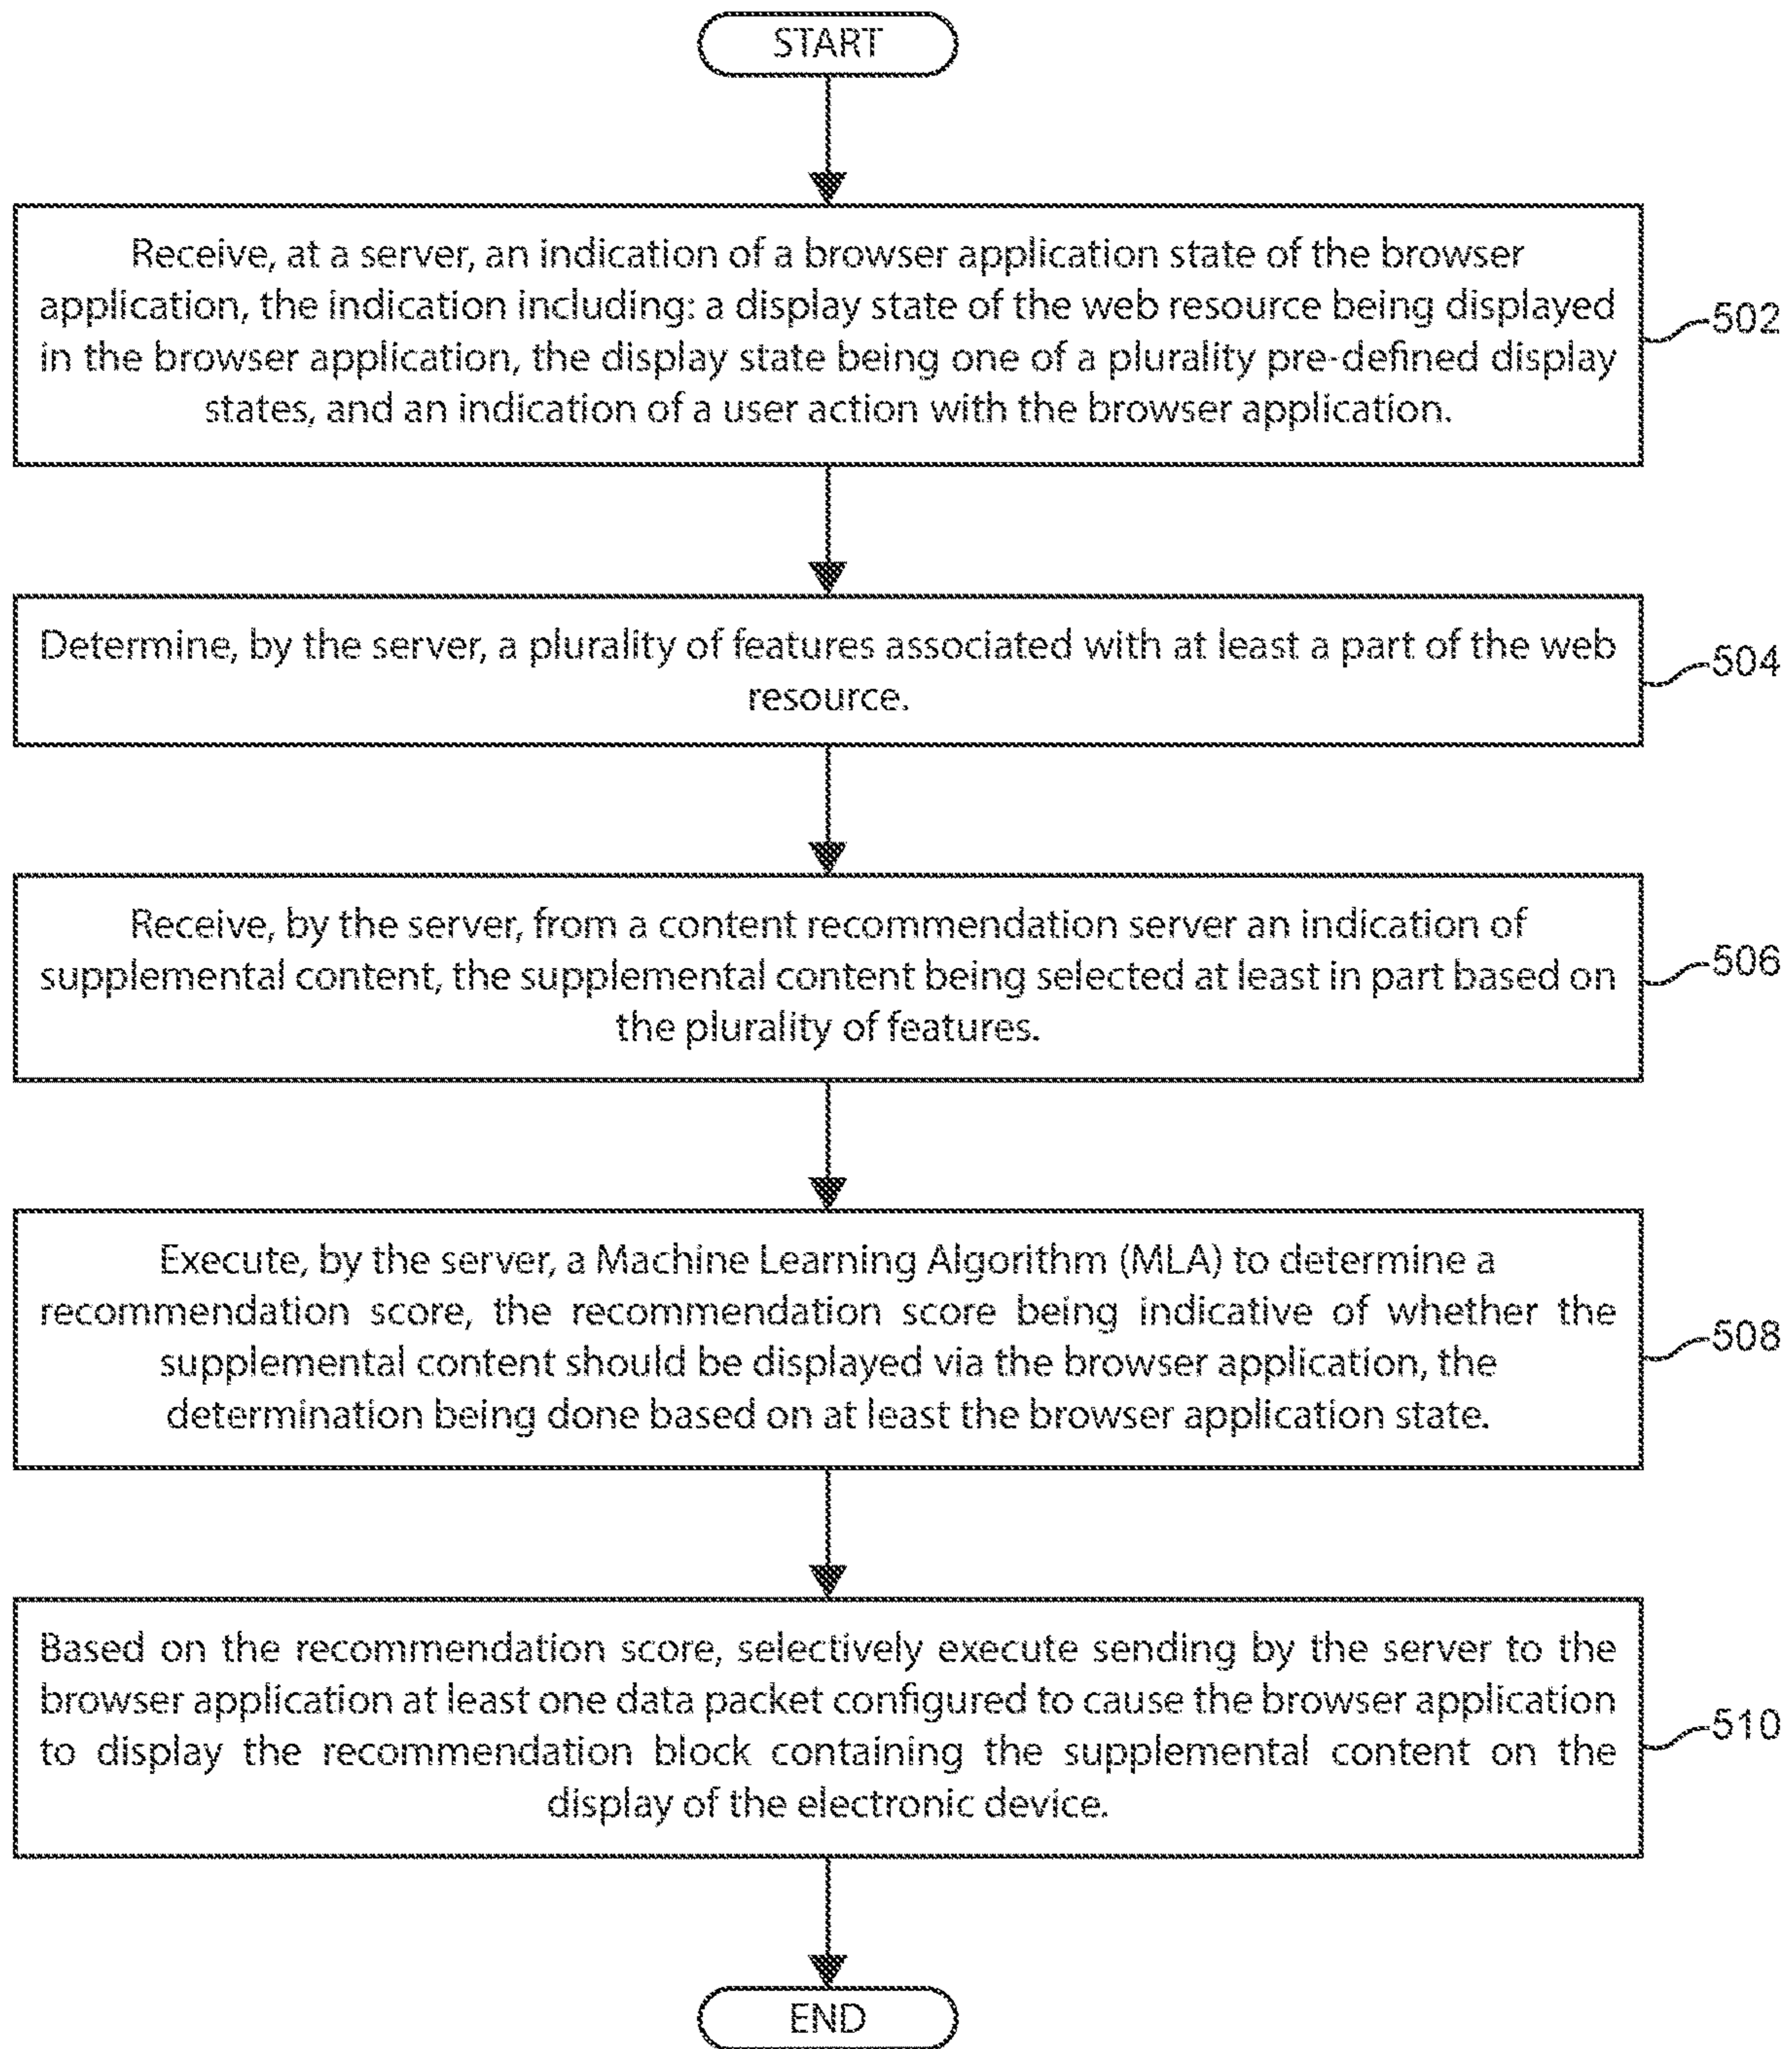 START
Receive, at a server, an indication of a browser application state of the browser
application, the indication including: a display state of the web resource being displayed
in the browser application, the display state being one of a plurality pre-defined display
states, and an indication of a user action with the browser application.
502
Determine, by the server, a plurality of features associated with at least a part of the web
resource.
504
Receive, by the server, from a content recommendation server an indication of
supplemental content, the supplemental content being selected at least in part based on
the plurality of features.
506
Execute, by the server, a Machine Learning Algorithm (MLA) to determine a
recommendation score, the recommendation score being indicative of whether the
supplemental content should be displayed via the browser application, the
determination being done based on at least the browser application state.
508
Based on the recommendation score, selectively execute sending by the server to the
browser application at least one data packet configured to cause the browser application
to display the recommendation block containing the supplemental content on the
display of the electronic device.
510
END